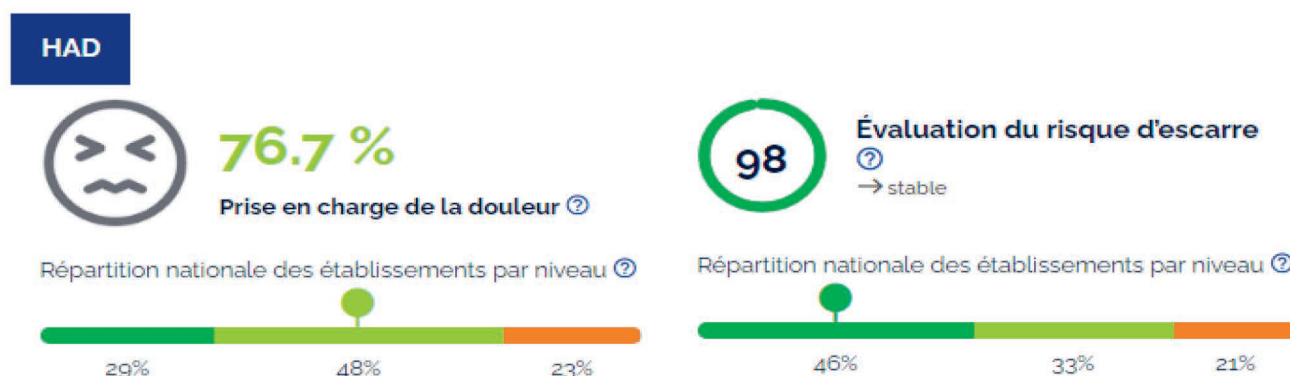 HAD
76.7 %
Prise en charge de la douleur ?
Répartition nationale des établissements par niveau ?
29% 48% 23%
98
Évaluation du risque d'escarre
?
→ stable
Répartition nationale des établissements par niveau ?
46% 33% 21%